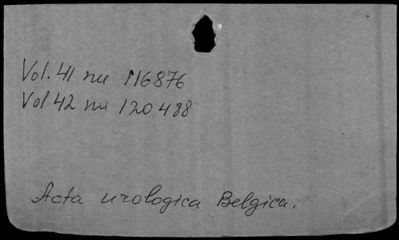 Vol. 41 nu 116876
Vol 42 nu 120488
Acta urologica Belgica.